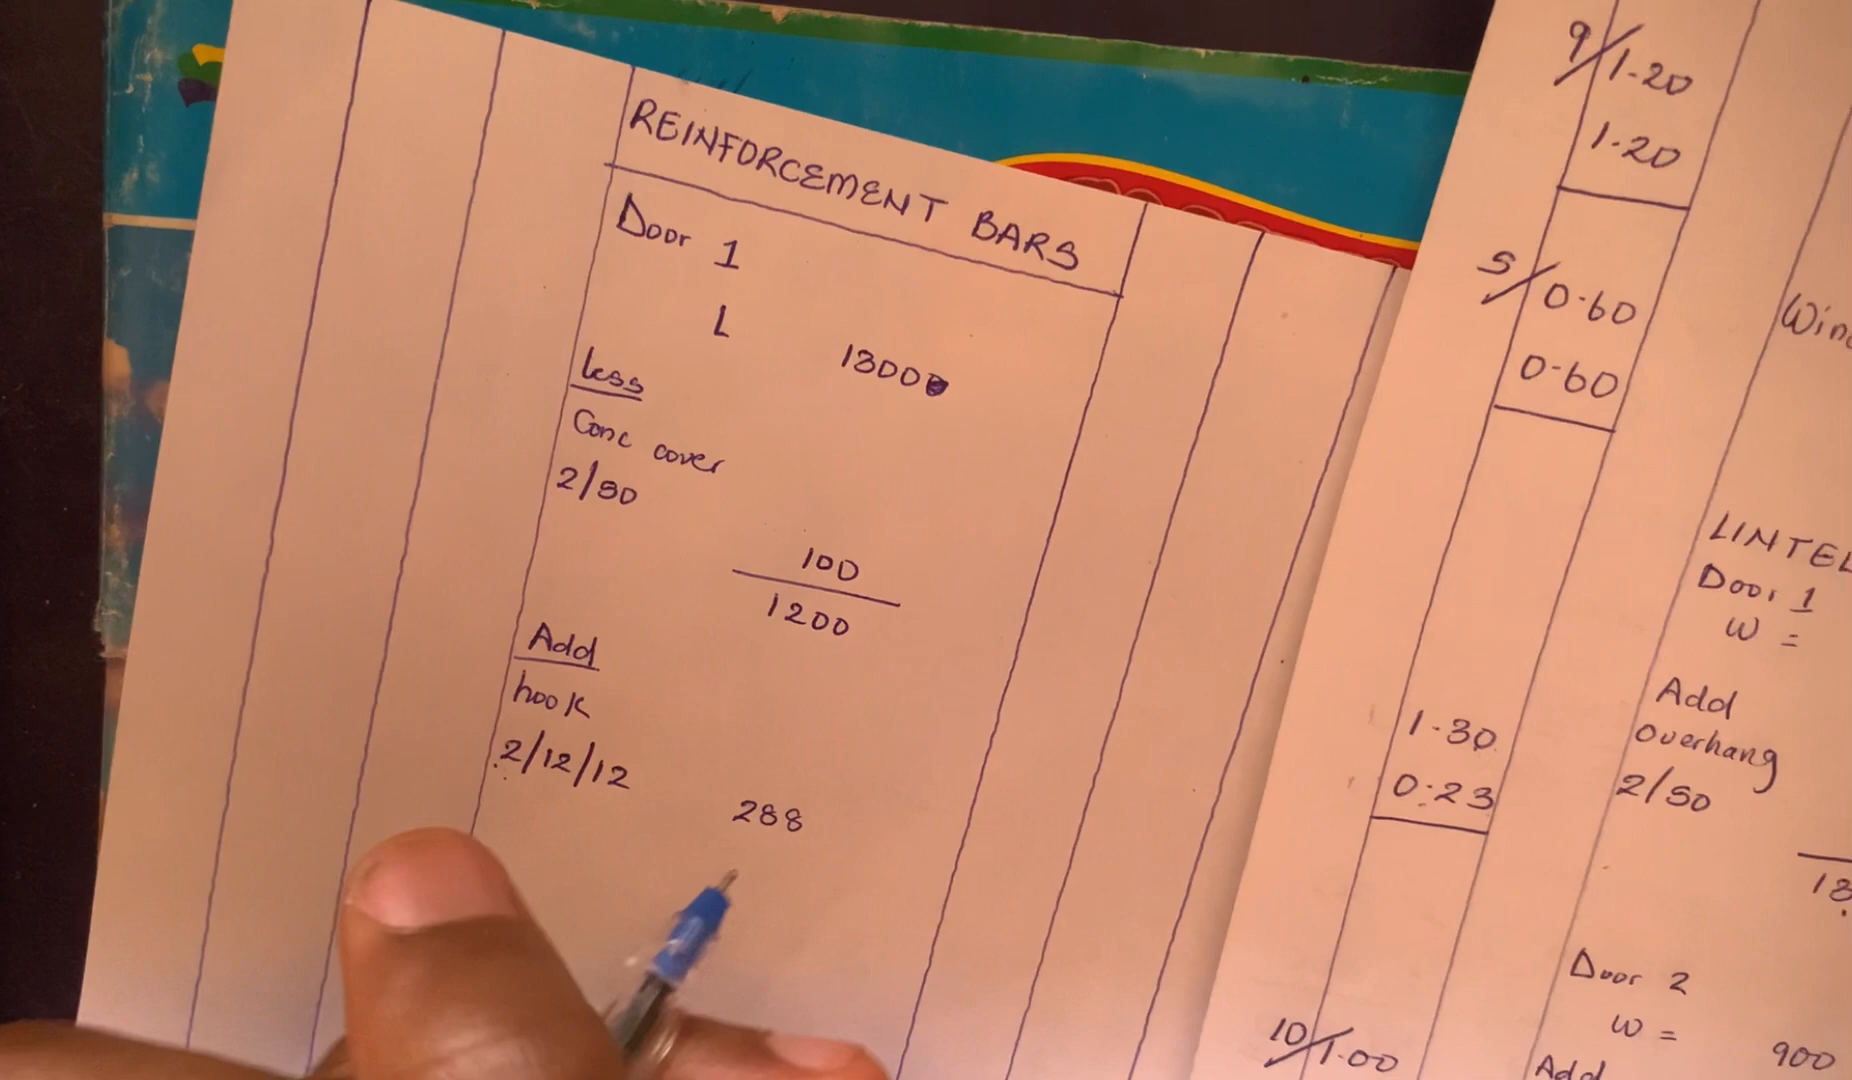 REINFORCEMENT BARS
Door 1
L 1300
Less
Conc cover
2/50
100
1200
Add
hook
2/12/12
288
9/1.20
1.20
5/0.60
0.60
1.30
0.23
10/1.00
LINTEL
Door 1
W =
Add
overhang
2/50
Door 2
W = 900
Add